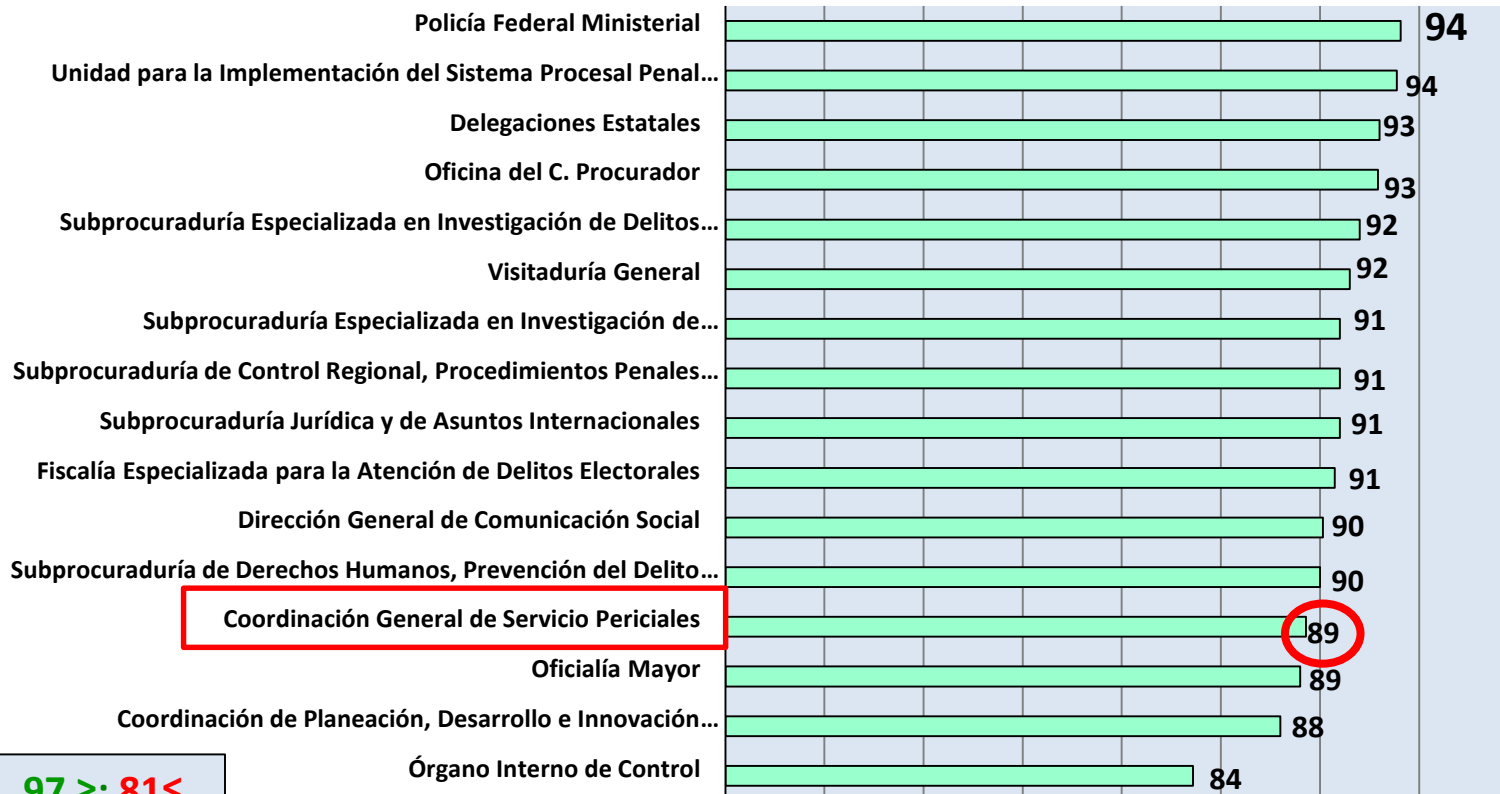 Policía Federal Ministerial 94
Unidad para la Implementación del Sistema Procesal Penal… 94
Delegaciones Estatales 93
Oficina del C. Procurador 93
Subprocuraduría Especializada en Investigación de Delitos… 92
Visitaduría General 92
Subprocuraduría Especializada en Investigación de… 91
Subprocuraduría de Control Regional, Procedimientos Penales… 91
Subprocuraduría Jurídica y de Asuntos Internacionales 91
Fiscalía Especializada para la Atención de Delitos Electorales 91
Dirección General de Comunicación Social 90
Subprocuraduría de Derechos Humanos, Prevención del Delito… 90
Coordinación General de Servicio Periciales 89
Oficialía Mayor 89
Coordinación de Planeación, Desarrollo e Innovación… 88
Órgano Interno de Control 84
97 >; 81<